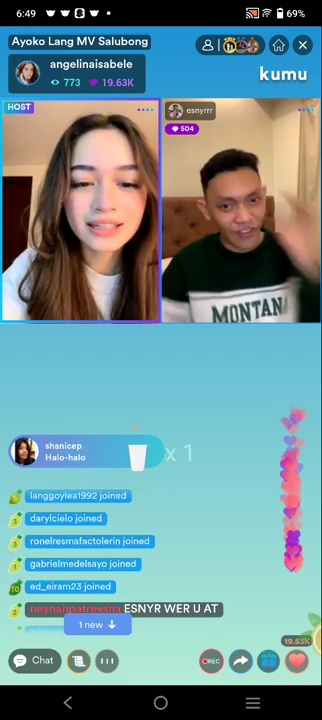 6:49
69%
Ayoko Lang MV Salubong
angelinaisabele
773 19.63K
kumu
HOST
esnyrrr
504
MONTANA
shanicep
Halo-halo
x 1
langgoylea1992 joined
darylcielo joined
ronelresmafactolerin joined
gabrielmedelsayo joined
ed_eiram23 joined
neynahpatreysha ESNYR WER U AT
1 new
19.63K
Chat
REC